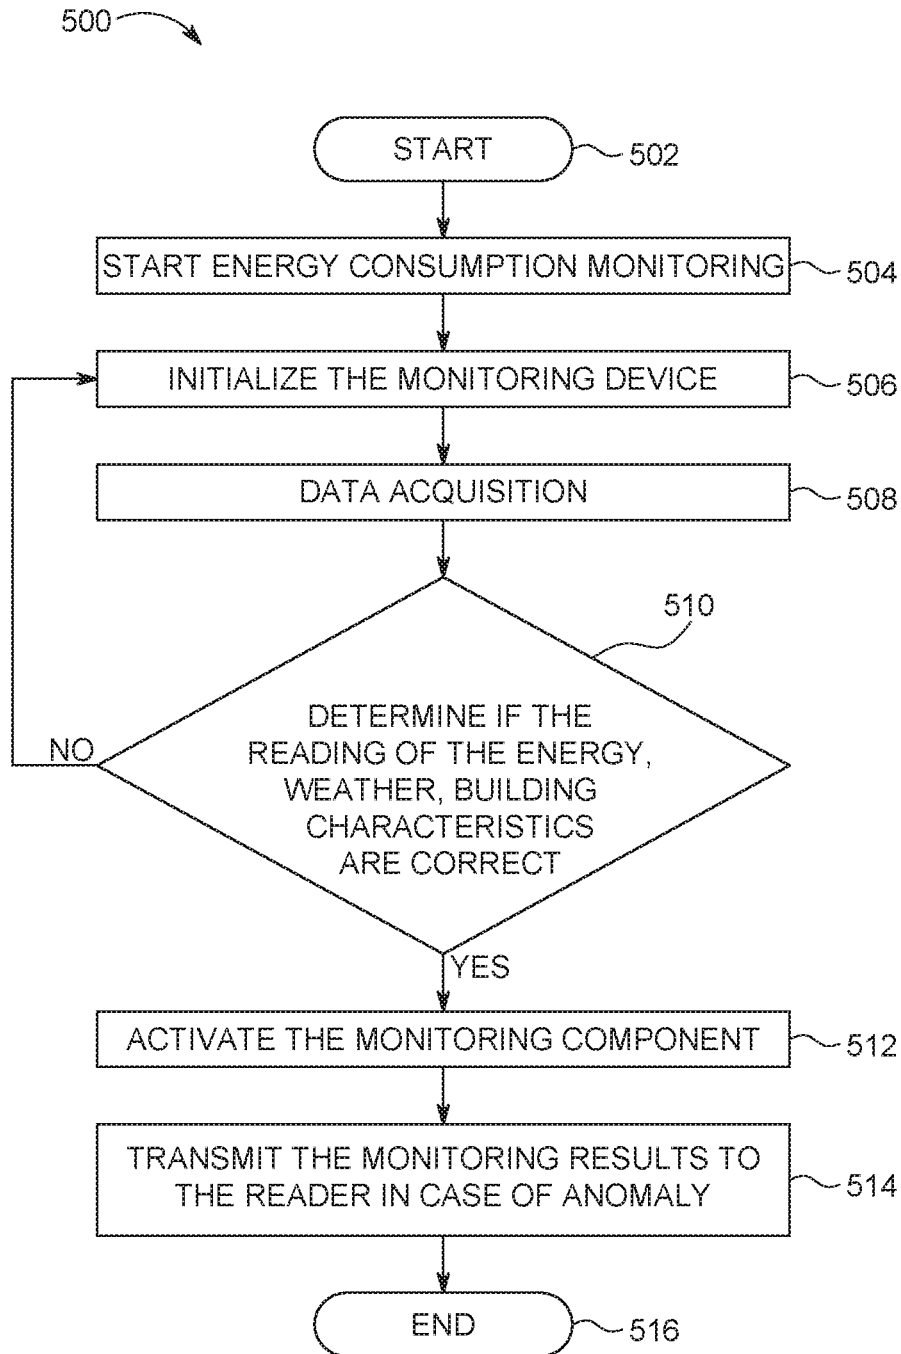 500
START
502
START ENERGY CONSUMPTION MONITORING
504
INITIALIZE THE MONITORING DEVICE
506
DATA ACQUISITION
508
510
DETERMINE IF THE
READING OF THE ENERGY,
WEATHER, BUILDING
CHARACTERISTICS
ARE CORRECT
NO
YES
ACTIVATE THE MONITORING COMPONENT
512
TRANSMIT THE MONITORING RESULTS TO
THE READER IN CASE OF ANOMALY
514
END
516